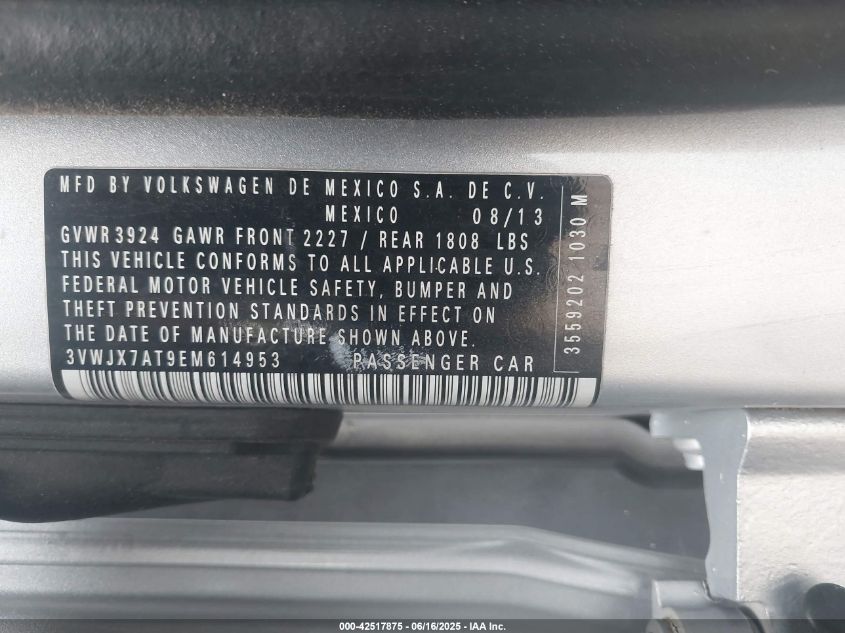 MFD BY VOLKSWAGEN DE MEXICO S.A. DE C.V.
MEXICO 08/13
GVWR 3924 GAWR FRONT 2227 / REAR 1808 LBS
THIS VEHICLE CONFORMS TO ALL APPLICABLE U.S.
FEDERAL MOTOR VEHICLE SAFETY, BUMPER AND
THEFT PREVENTION STANDARDS IN EFFECT ON
THE DATE OF MANUFACTURE SHOWN ABOVE.
3VWJX7AT9EM614953 PASSENGER CAR
3559202 1030 M
000-42517875 - 06/16/2025 - IAA Inc.